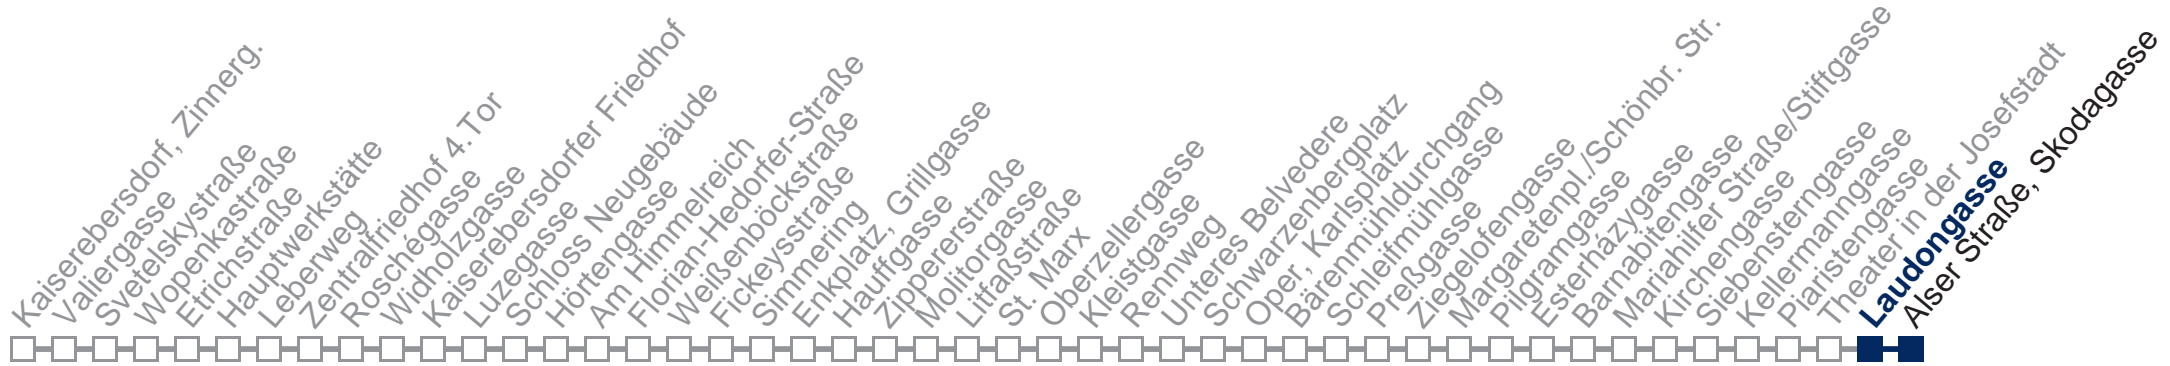 Kaiserebersdorf, Zinnerg.
Valiergasse
Svetelskystraße
Wopenkastraße
Etrichstraße
Hauptwerkstätte
Leberweg
Zentralfriedhof 4.Tor
Roschégasse
Widholzgasse
Kaiserebersdorfer Friedhof
Luzegasse
Schloss Neugebäude
Hörtengasse
Am Himmelreich
Florian-Hedorfer-Straße
Weißenböckstraße
Fickeysstraße
Simmering
Enkplatz, Grillgasse
Hauffgasse
Zippererstraße
Molitorgasse
Litfaßstraße
St. Marx
Oberzellergasse
Kleistgasse
Rennweg
Unteres Belvedere
Schwarzenbergplatz
Oper, Karlsplatz
Bärenmühldurchgang
Schleifmühlgasse
Preßgasse
Ziegelofengasse
Margaretenpl./Schönbr. Str.
Pilgramgasse
Esterházygasse
Barnabitengasse
Mariahilfer Straße/Stiftgasse
Kirchengasse
Siebensterngasse
Kellermanngasse
Piaristengasse
Theater in der Josefstadt
Laudongasse
Alser Straße, Skodagasse